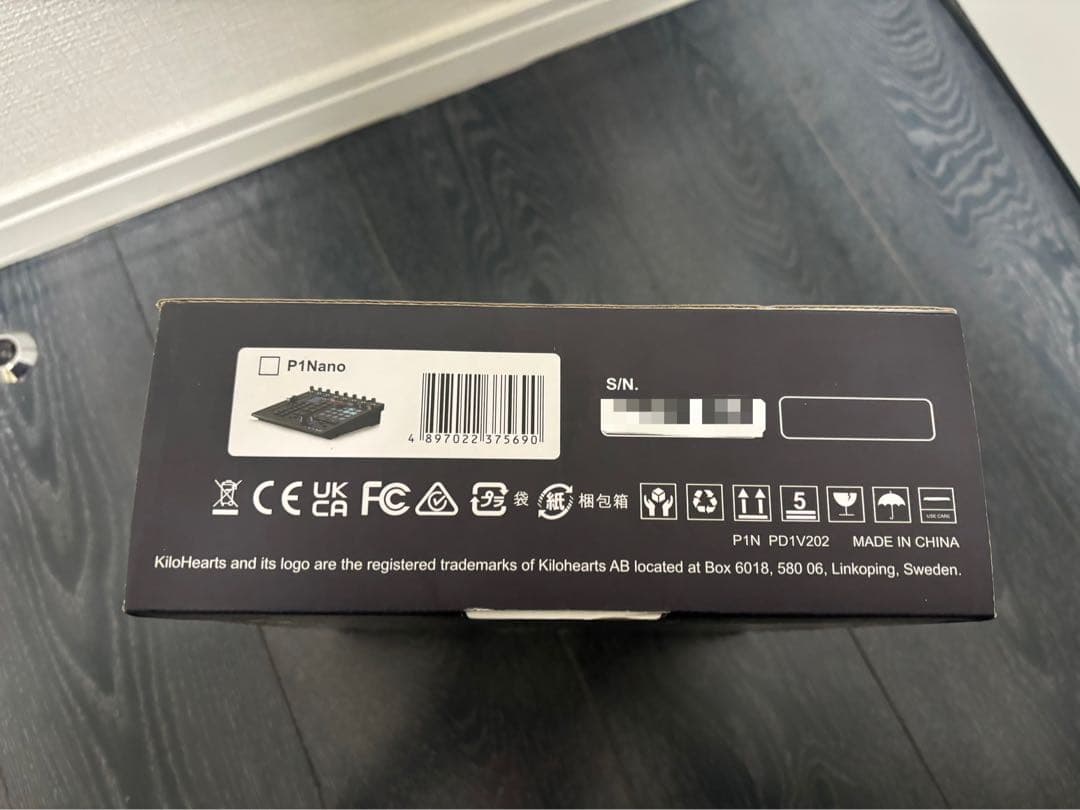 P1Nano
4 897022 375690
S/N.
CE UK CA FC プラ 袋 紙 梱包箱 5 USE CARE
P1N PD1V202 MADE IN CHINA
KiloHearts and its logo are the registered trademarks of Kilohearts AB located at Box 6018, 580 06, Linkoping, Sweden.